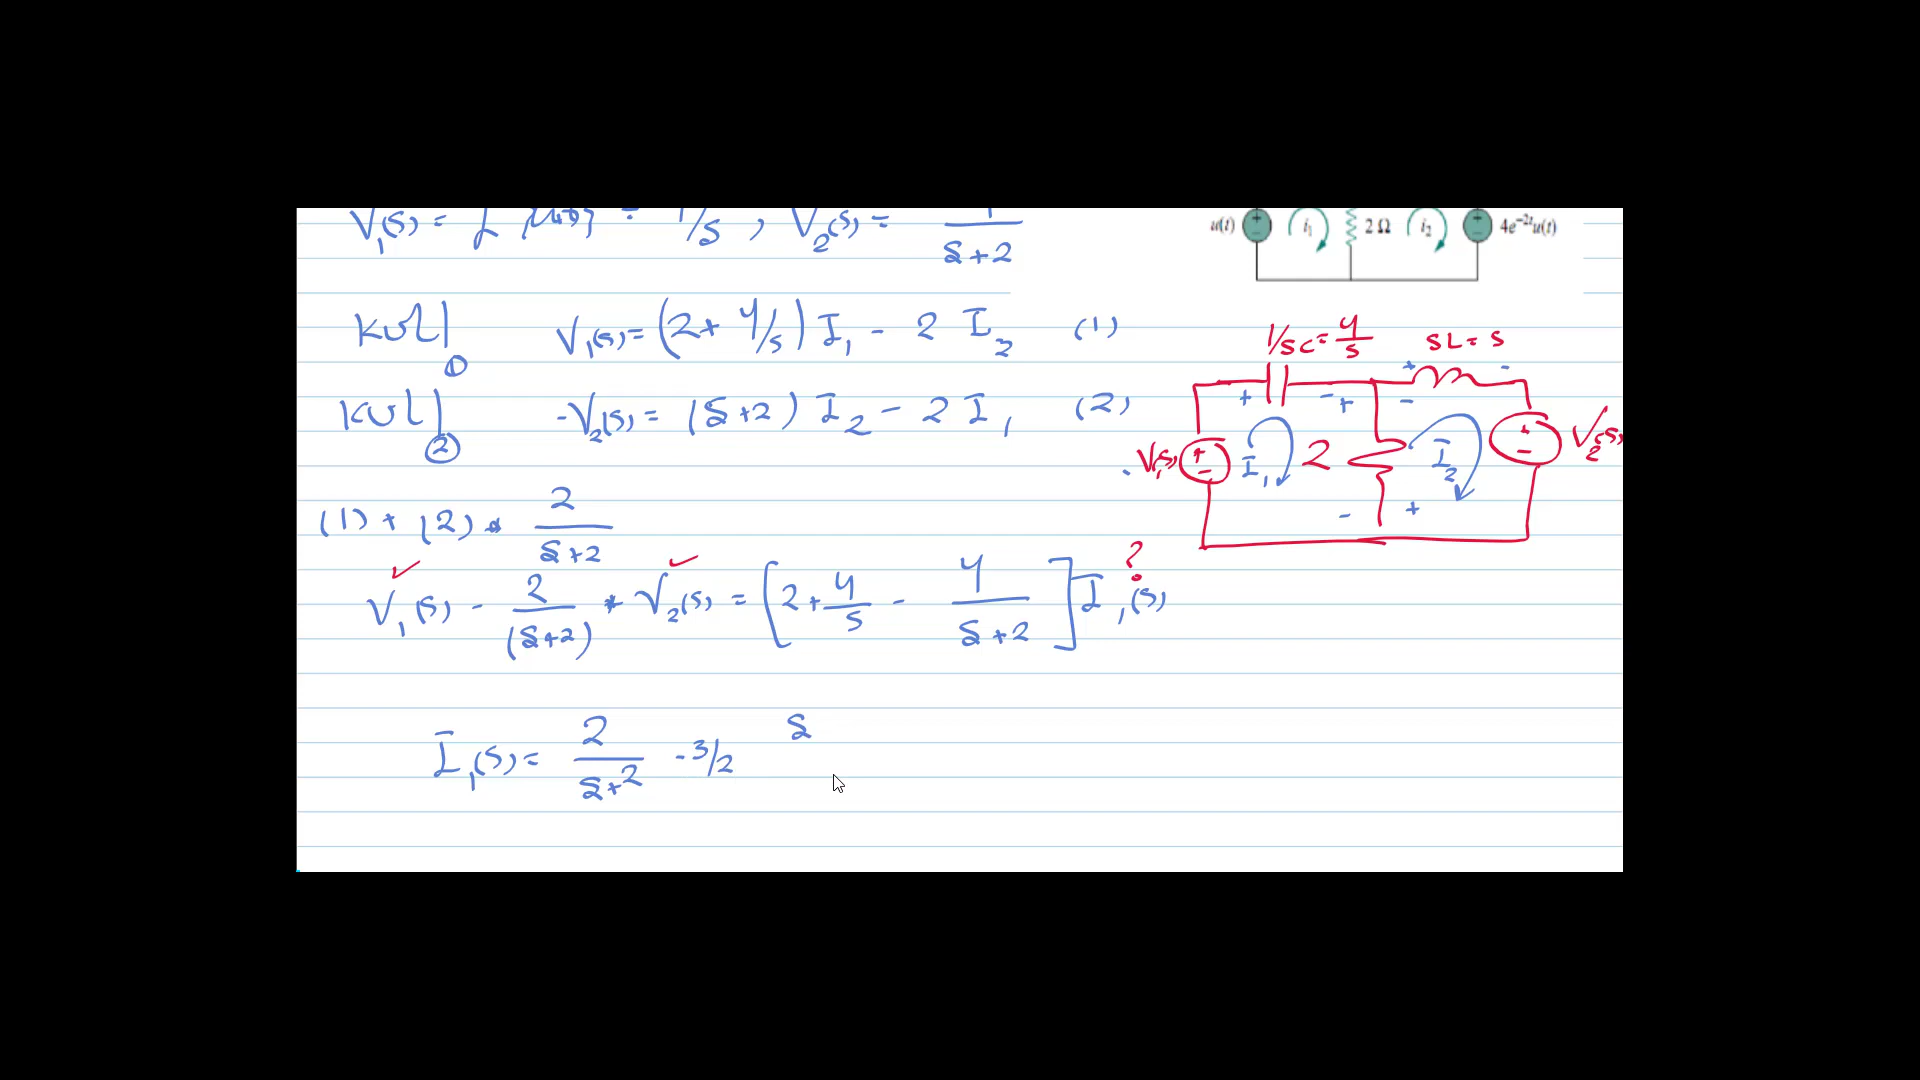 V₁(s) = L {u(t)} = 1/s , V₂(s) = 1/(s+2)
u(t) i₁ 2 Ω i₂ 4e⁻²ᵗu(t)
KVL|① V₁(s) = (2 + 4/s) I₁ - 2 I₂ (1)
KVL|② -V₂(s) = (s+2) I₂ - 2 I₁ (2)
1/sc = 4/s sL = s
+ - + - + -
V₁(s) + - I₁ 2 I₂ + - V₂(s)
- +
(1) + (2) * 2/(s+2)
V₁(s) - 2/(s+2) * V₂(s) = [2 + 4/s - 4/(s+2)] I₁(s) ?
I₁(s) = 2/(s+2) - 3/2 s